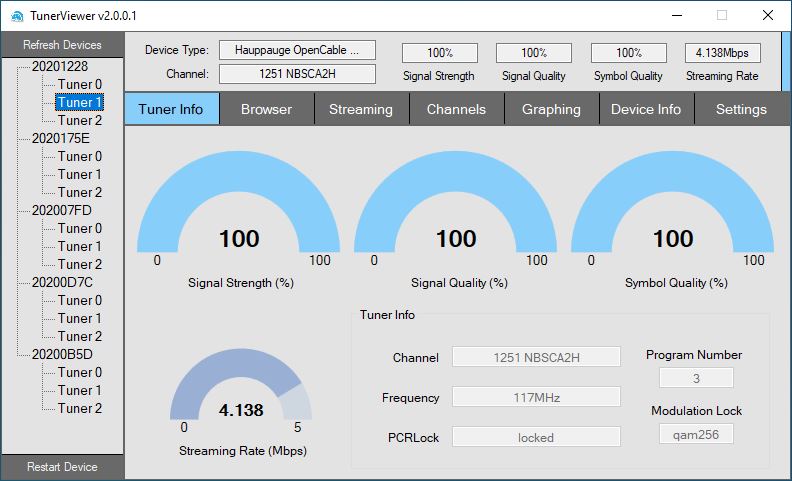 TunerViewer v2.0.0.1
Refresh Devices
20201228
Tuner 0
Tuner 1
Tuner 2
2020175E
Tuner 0
Tuner 1
Tuner 2
202007FD
Tuner 0
Tuner 1
Tuner 2
20200D7C
Tuner 0
Tuner 1
Tuner 2
20200B5D
Tuner 0
Tuner 1
Tuner 2
Restart Device
Device Type: Hauppauge OpenCable ...
Channel: 1251 NBSCA2H
100% 100% 100% 4.138Mbps
Signal Strength Signal Quality Symbol Quality Streaming Rate
Tuner Info Browser Streaming Channels Graphing Device Info Settings
100 100 100
0 100 0 100 0 100
Signal Strength (%) Signal Quality (%) Symbol Quality (%)
4.138
0 5
Streaming Rate (Mbps)
Tuner Info
Channel 1251 NBSCA2H
Frequency 117MHz
PCRLock locked
Program Number
3
Modulation Lock
qam256